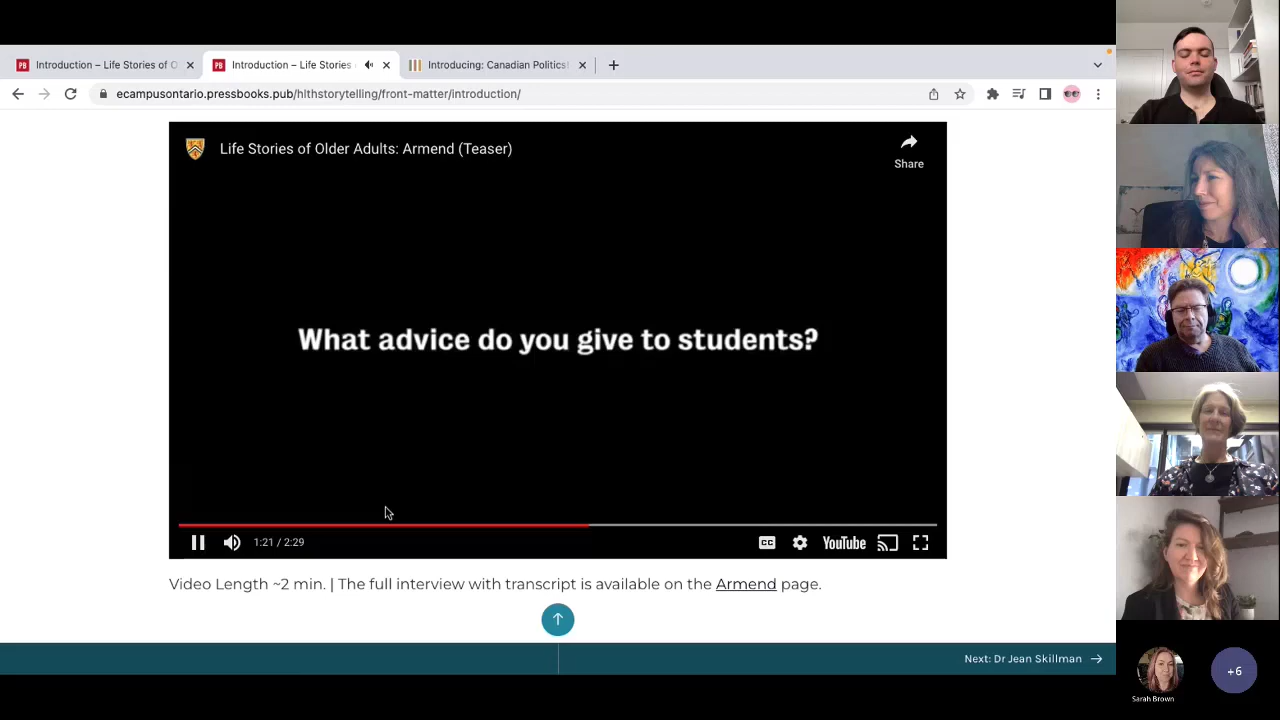 Introduction – Life Stories of O
Introduction – Life Stories
Introducing: Canadian Politics
ecampusontario.pressbooks.pub/hlthstorytelling/front-matter/introduction/
Life Stories of Older Adults: Armend (Teaser)
Share
What advice do you give to students?
1:21 / 2:29
CC
YouTube
Video Length ~2 min. | The full interview with transcript is available on the Armend page.
Next: Dr Jean Skillman
Sarah Brown
+6